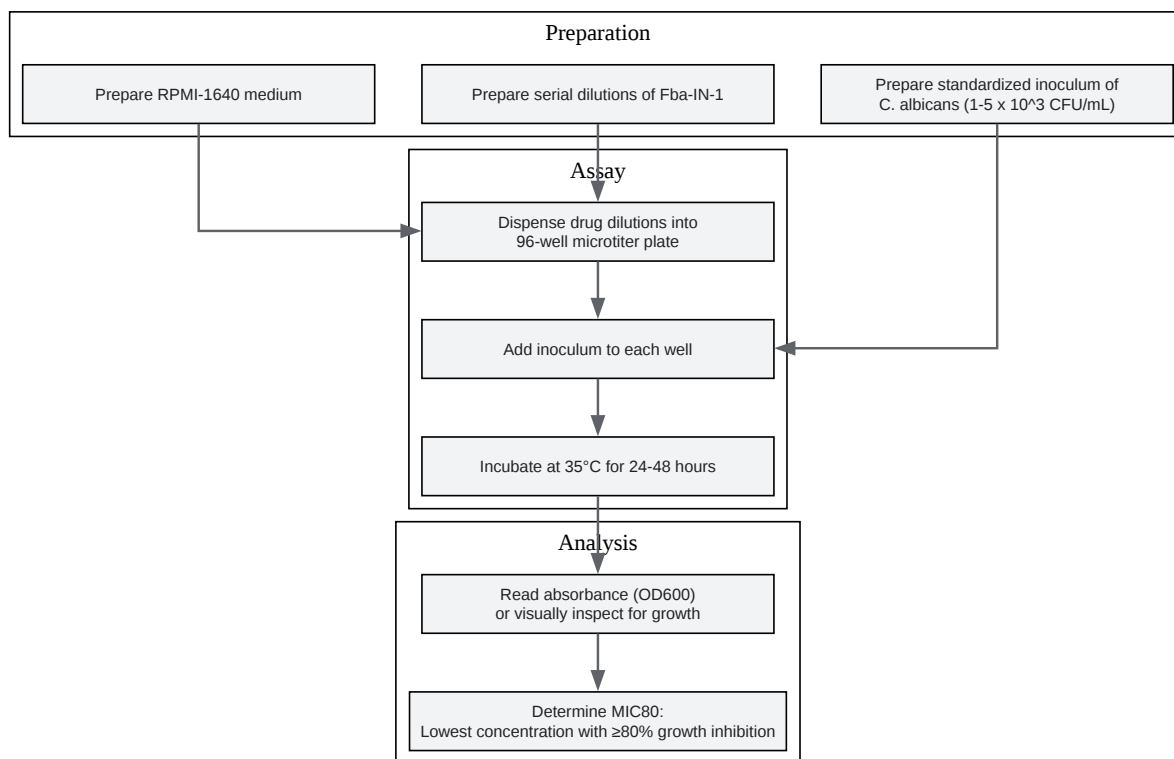 Preparation
Prepare RPMI-1640 medium
Prepare serial dilutions of Fba-IN-1
Prepare standardized inoculum of
C. albicans (1-5 x 10^3 CFU/mL)
Assay
Dispense drug dilutions into
96-well microtiter plate
Add inoculum to each well
Incubate at 35°C for 24-48 hours
Analysis
Read absorbance (OD600)
or visually inspect for growth
Determine MIC80:
Lowest concentration with ≥80% growth inhibition